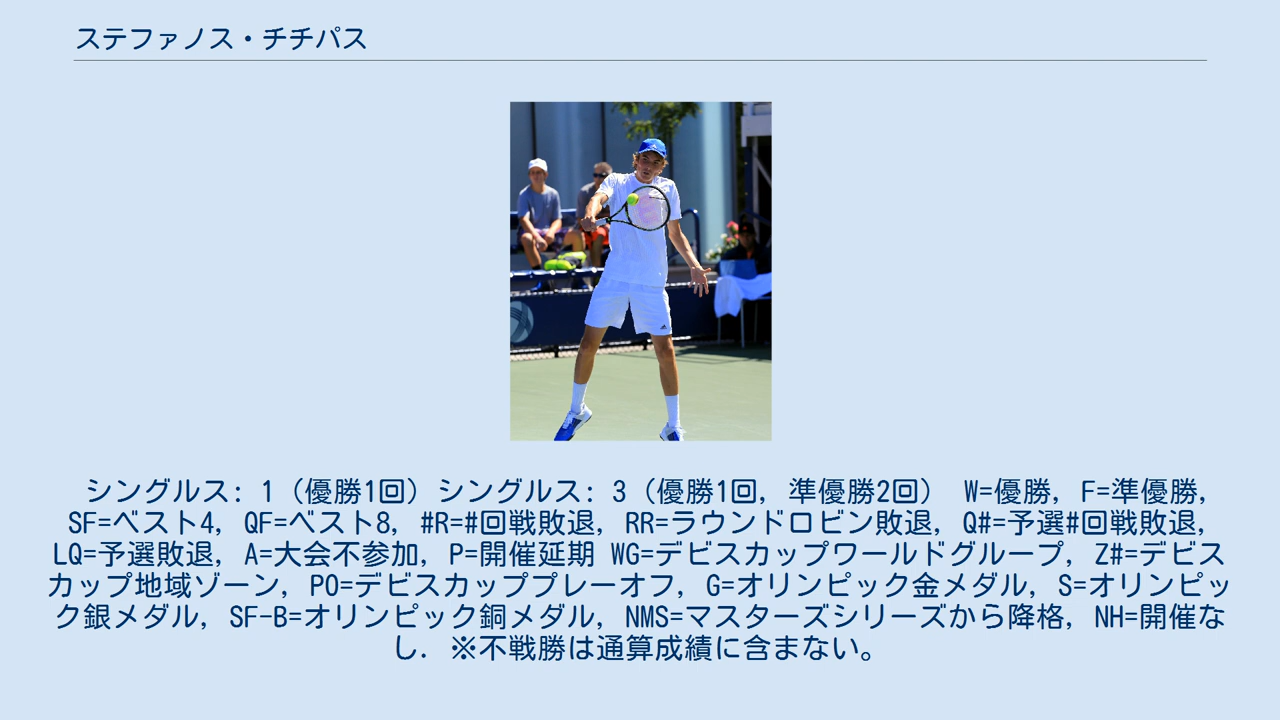 ステファノス・チチパス
シングルス: 1 (優勝1回) シングルス: 3 (優勝1回, 準優勝2回) W=優勝, F=準優勝,
SF=ベスト4, QF=ベスト8, #R=#回戦敗退, RR=ラウンドロビン敗退, Q#=予選#回戦敗退,
LQ=予選敗退, A=大会不参加, P=開催延期 WG=デビスカップワールドグループ, Z#=デビス
カップ地域ゾーン, PO=デビスカッププレーオフ, G=オリンピック金メダル, S=オリンピッ
ク銀メダル, SF-B=オリンピック銅メダル, NMS=マスターズシリーズから降格, NH=開催な
し. ※不戦勝は通算成績に含まない。